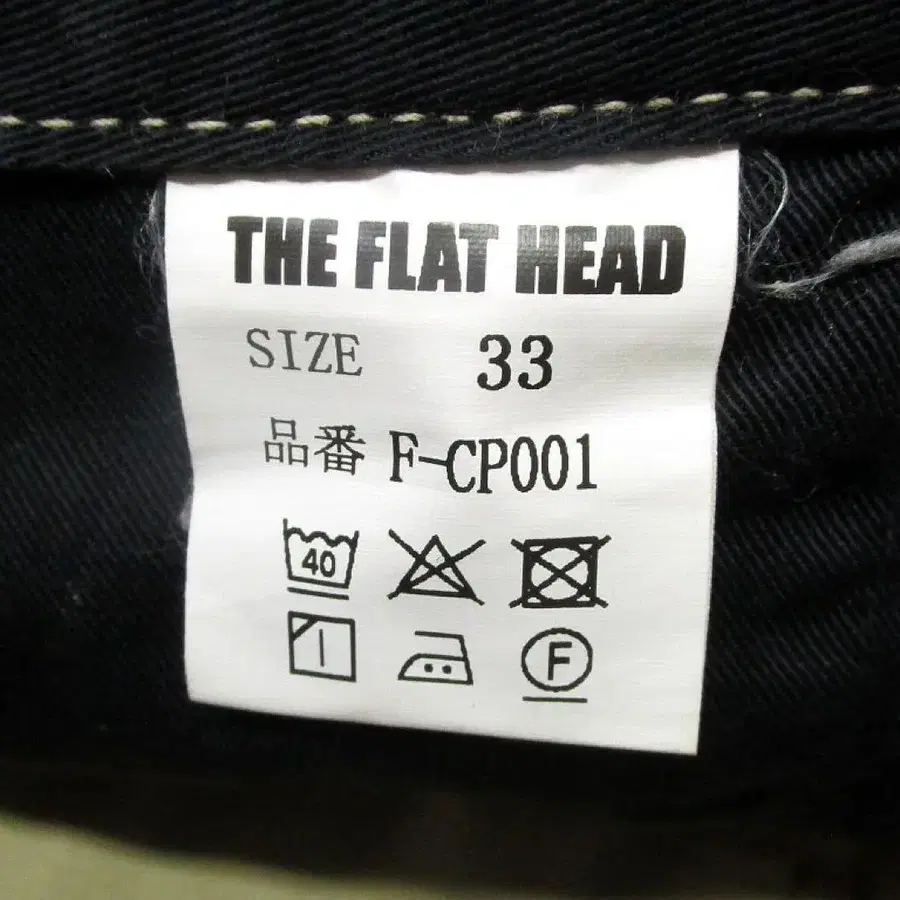 THE FLAT HEAD
SIZE 33
品番 F-CP001
40
F